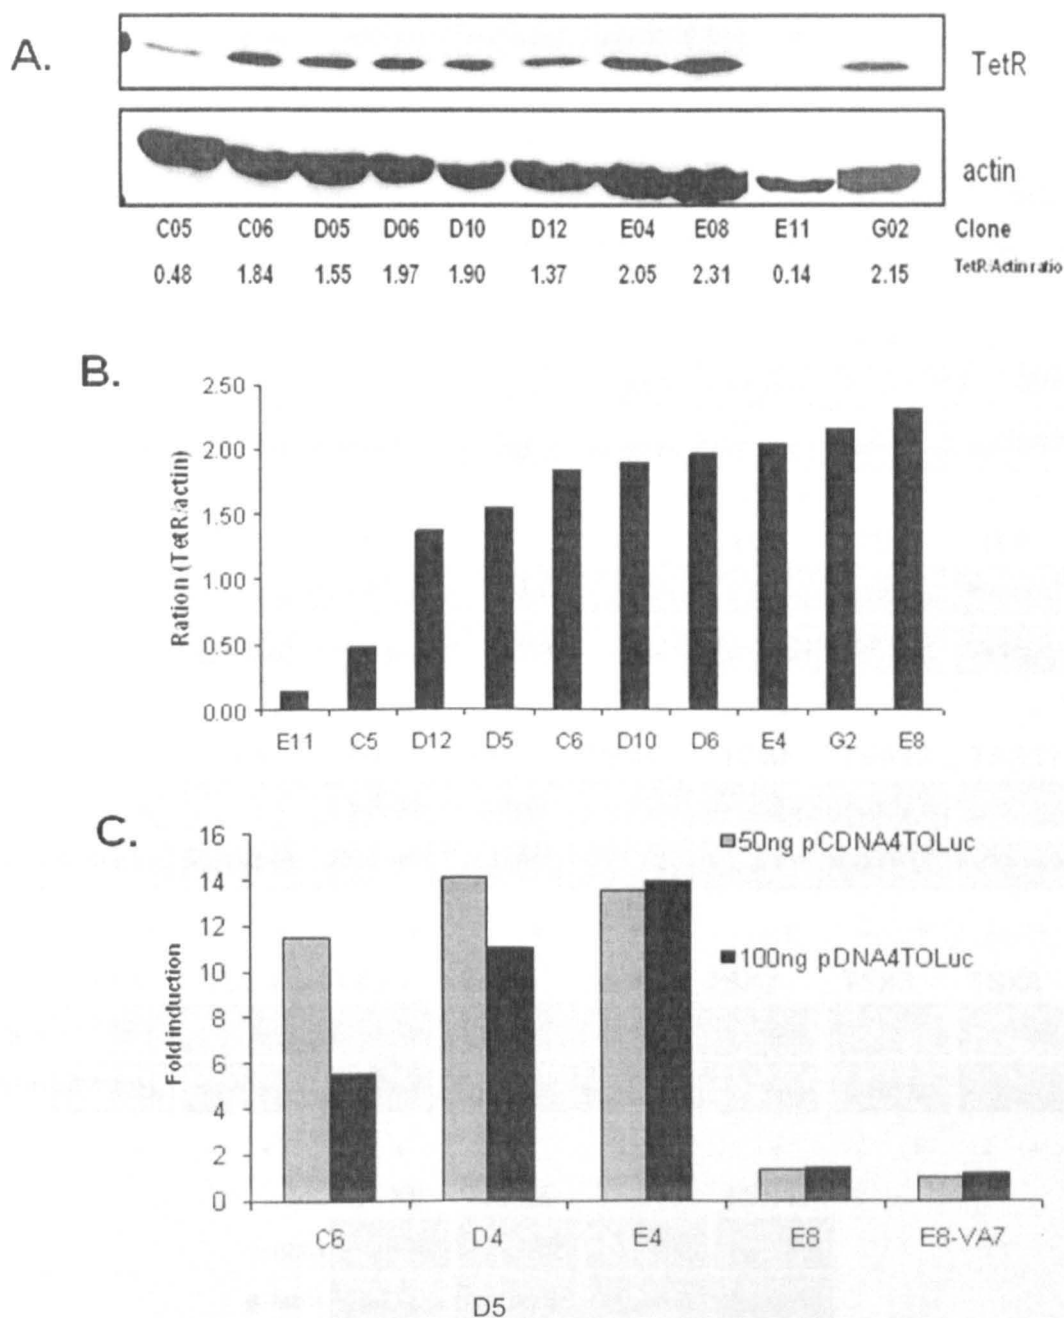 A.
TetR
actin
C05 C06 D05 D06 D10 D12 E04 E08 E11 G02 Clone
0.48 1.84 1.55 1.97 1.90 1.37 2.05 2.31 0.14 2.15 TetR/Actin ratio
B.
Ration (TetR/actin)
2.50
2.00
1.50
1.00
0.50
0.00
E11 C5 D12 D5 C6 D10 D6 E4 G2 E8
C.
Fold induction
16
14
12
10
8
6
4
2
0
50ng pCDNA4TOLuc
100ng pDNA4TOLuc
C6 D4 E4 E8 E8-VA7
D5